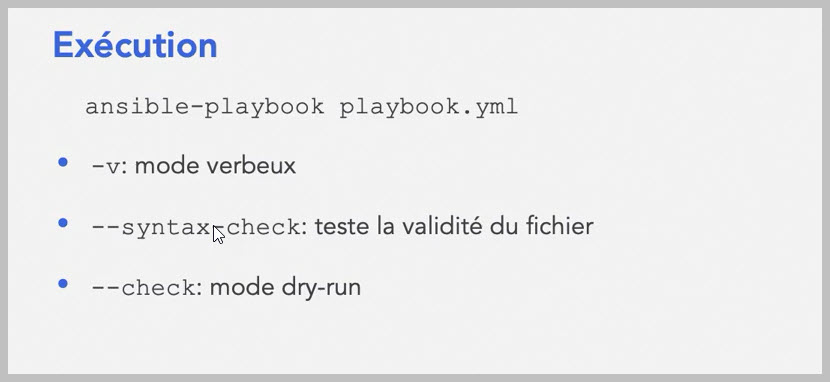 Exécution
ansible-playbook playbook.yml
• -v: mode verbeux
• --syntax-check: teste la validité du fichier
• --check: mode dry-run